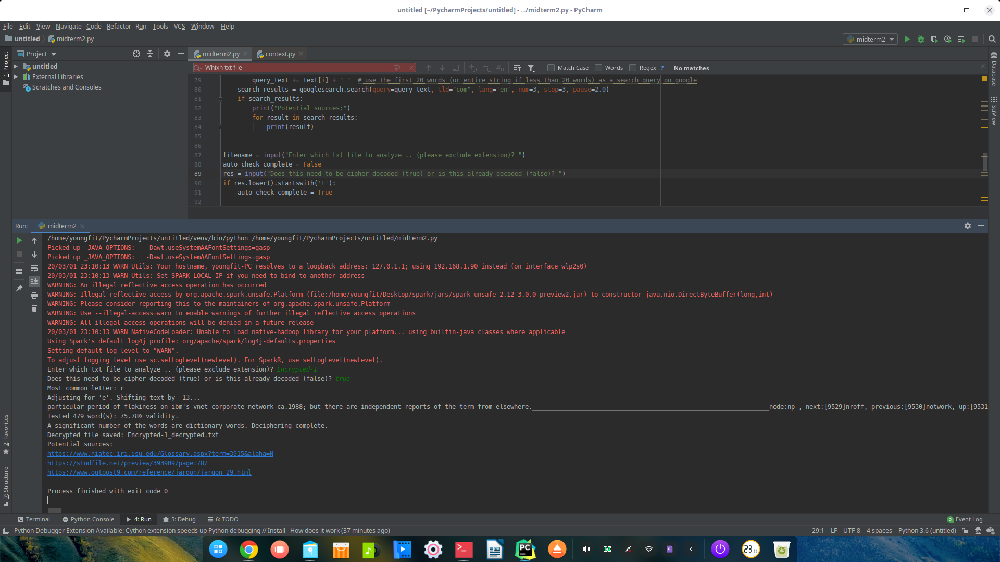 untitled [~/PycharmProjects/untitled] - .../midterm2.py - PyCharm
File Edit View Navigate Code Refactor Run Tools VCS Window Help
untitled midterm2.py
midterm2
1: Project
Project
midterm2.py context.py
untitled
External Libraries
Scratches and Consoles
Whixh txt file
Match Case Words Regex ? No matches
79 query_text += text[i] + " " # use the first 20 words (or entire string if less than 20 words) as a search query on google
80 search_results = googlesearch.search(query=query_text, tld="com", lang='en', num=3, stop=3, pause=2.0)
81 if search_results:
82 print("Potential sources:")
83 for result in search_results:
84 print(result)
85
86
87 filename = input("Enter which txt file to analyze .. (please exclude extension)? ")
88 auto_check_complete = False
89 res = input("Does this need to be cipher decoded (true) or is this already decoded (false)? ")
90 if res.lower().startswith('t'):
91 auto_check_complete = True
92
Database
SciView
Run: midterm2
/home/youngfit/PycharmProjects/untitled/venv/bin/python /home/youngfit/PycharmProjects/untitled/midterm2.py
Picked up _JAVA_OPTIONS:   -Dawt.useSystemAAFontSettings=gasp
Picked up _JAVA_OPTIONS:   -Dawt.useSystemAAFontSettings=gasp
20/03/01 23:10:13 WARN Utils: Your hostname, youngfit-PC resolves to a loopback address: 127.0.1.1; using 192.168.1.90 instead (on interface wlp2s0)
20/03/01 23:10:13 WARN Utils: Set SPARK_LOCAL_IP if you need to bind to another address
WARNING: An illegal reflective access operation has occurred
WARNING: Illegal reflective access by org.apache.spark.unsafe.Platform (file:/home/youngfit/Desktop/spark/jars/spark-unsafe_2.12-3.0.0-preview2.jar) to constructor java.nio.DirectByteBuffer(long,int)
WARNING: Please consider reporting this to the maintainers of org.apache.spark.unsafe.Platform
WARNING: Use --illegal-access=warn to enable warnings of further illegal reflective access operations
WARNING: All illegal access operations will be denied in a future release
20/03/01 23:10:13 WARN NativeCodeLoader: Unable to load native-hadoop library for your platform... using builtin-java classes where applicable
Using Spark's default log4j profile: org/apache/spark/log4j-defaults.properties
Setting default log level to "WARN".
To adjust logging level use sc.setLogLevel(newLevel). For SparkR, use setLogLevel(newLevel).
Enter which txt file to analyze .. (please exclude extension)? Encrypted-1
Does this need to be cipher decoded (true) or is this already decoded (false)? true
Most common letter: r
Adjusting for 'e'. Shifting text by -13...
particular period of flakiness on ibm's vnet corporate network ca.1988; but there are independent reports of the term from elsewhere._________________________________________________________________node:np-, next:[9529]nroff, previous:[9530]notwork, up:[9531
Tested 479 word(s): 75.78% validity.
A significant number of the words are dictionary words. Deciphering complete.
Decrypted file saved: Encrypted-1_decrypted.txt
Potential sources:
https://www.niatec.iri.isu.edu/Glossary.aspx?term=3915&alpha=N
https://studfile.net/preview/393909/page:78/
https://www.outpost9.com/reference/jargon/jargon_29.html
Process finished with exit code 0
2: Favorites
7: Structure
Terminal Python Console 4: Run 5: Debug 6: TODO 2 Event Log
Python Debugger Extension Available: Cython extension speeds up Python debugging // Install How does it work (37 minutes ago) 29:1 LF UTF-8 4 spaces Python 3.6 (untitled)
PC
23 11